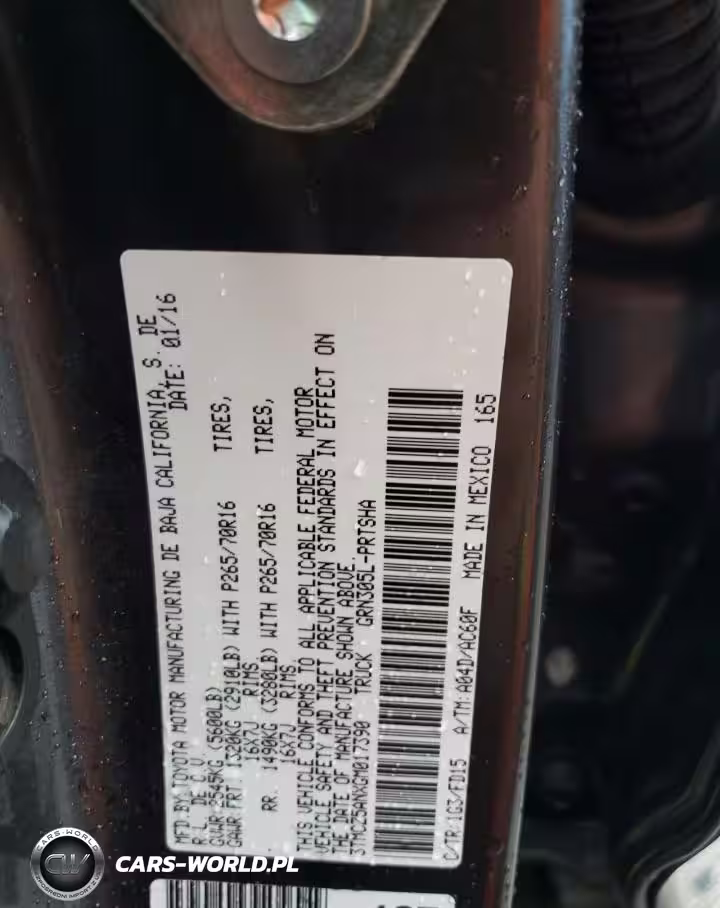 MFD.BY:TOYOTA MOTOR MANUFACTURING DE BAJA CALIFORNIA, S. DE
R.L. DE C.V. DATE: 01/16
GVWR 2545KG (5600LB)
GAWR FRT. 1320KG (2910LB) WITH P265/70R16 TIRES,
16X7J RIMS
RR. 1490KG (3280LB) WITH P265/70R16 TIRES,
16X7J RIMS.
THIS VEHICLE CONFORMS TO ALL APPLICABLE FEDERAL MOTOR
VEHICLE SAFETY AND THEFT PREVENTION STANDARDS IN EFFECT ON
THE DATE OF MANUFACTURE SHOWN ABOVE.
TRUCK GRN305L-PRTSHA
C/TR:1G3/FD15 A/TM:A04D/AC60F MADE IN MEXICO 165
CARS-WORLD.PL